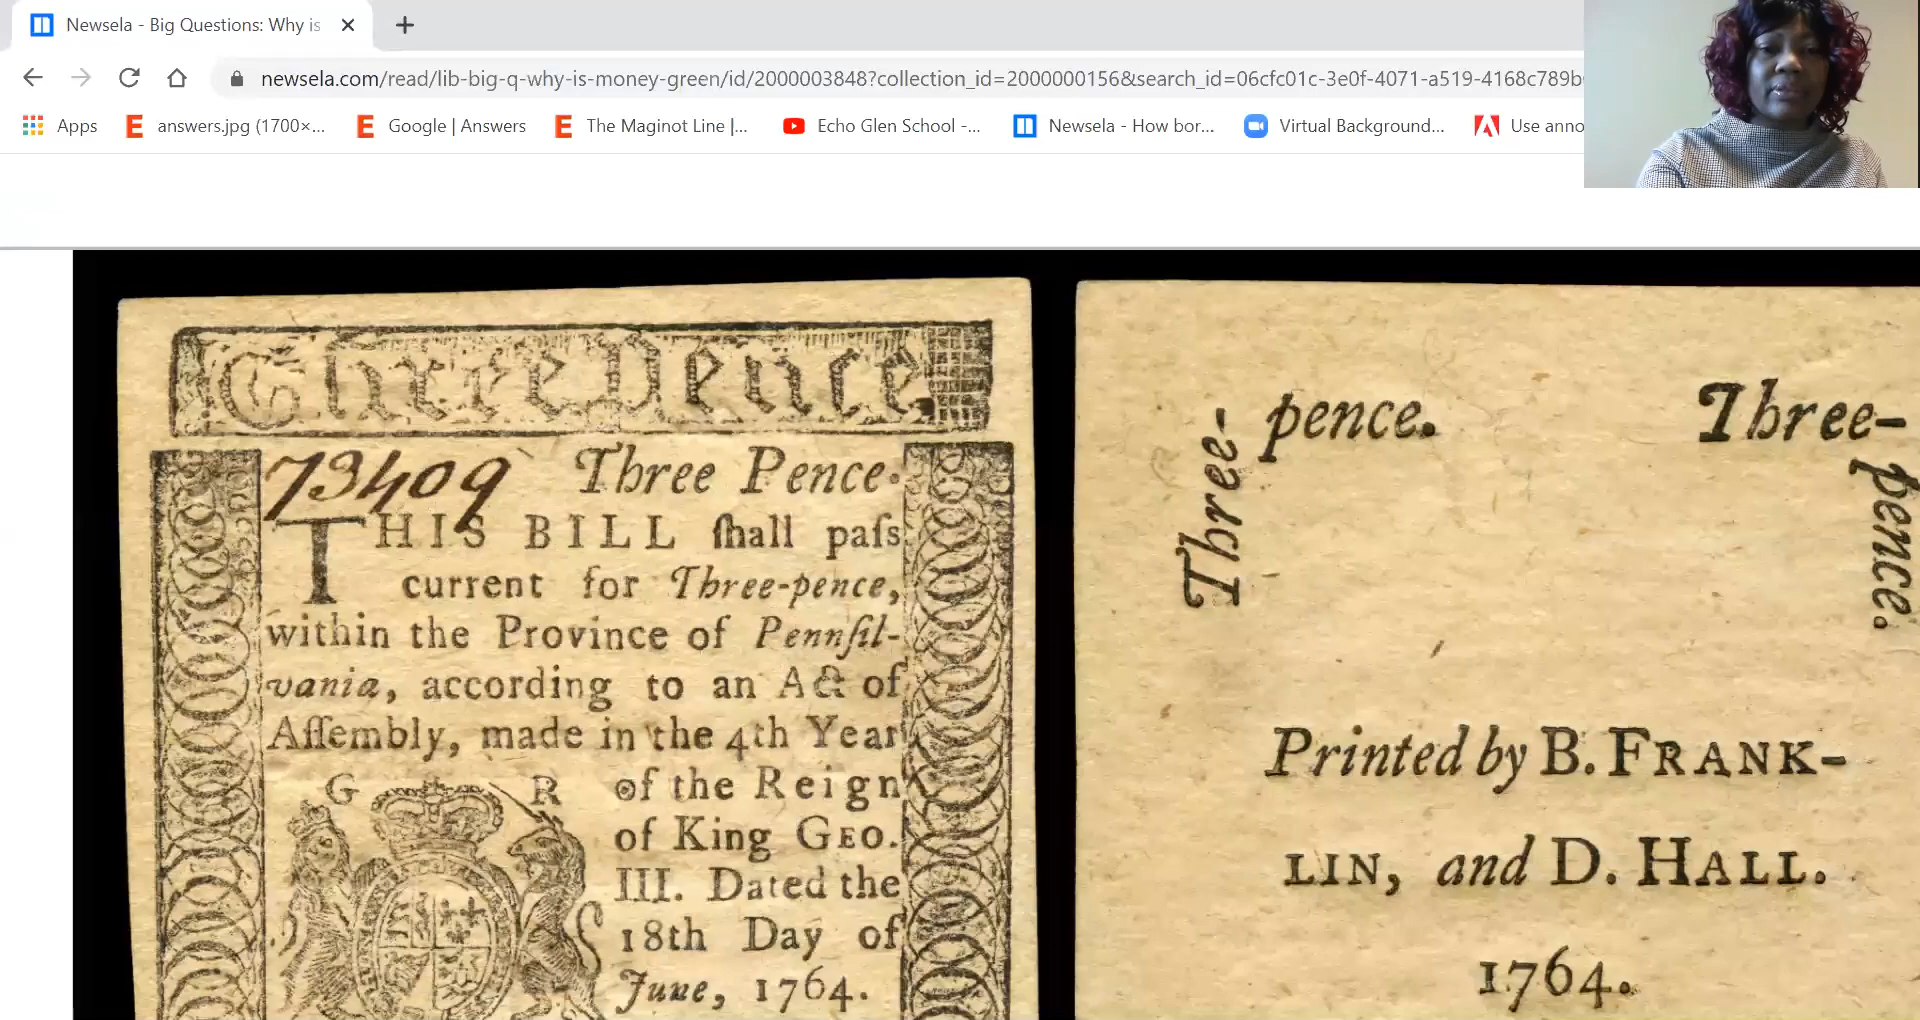 Newsela - Big Questions: Why is
newsela.com/read/lib-big-q-why-is-money-green/id/2000003848?collection_id=2000000156&search_id=06cfc01c-3e0f-4071-a519-4168c789b
Apps answers.jpg (1700×... Google | Answers The Maginot Line |... Echo Glen School -... Newsela - How bor... Virtual Background... Use anno
Three Pence
73409 Three Pence.
THIS BILL ſhall paſs
current for Three-pence,
within the Province of Pennſil-
vania, according to an Act of
Aſſembly, made in the 4th Year
G R of the Reign
of King GEO.
III. Dated the
18th Day of
June, 1764.
Three-
pence.
Three-
pence.
Printed by B. FRANK-
LIN, and D. HALL.
1764.